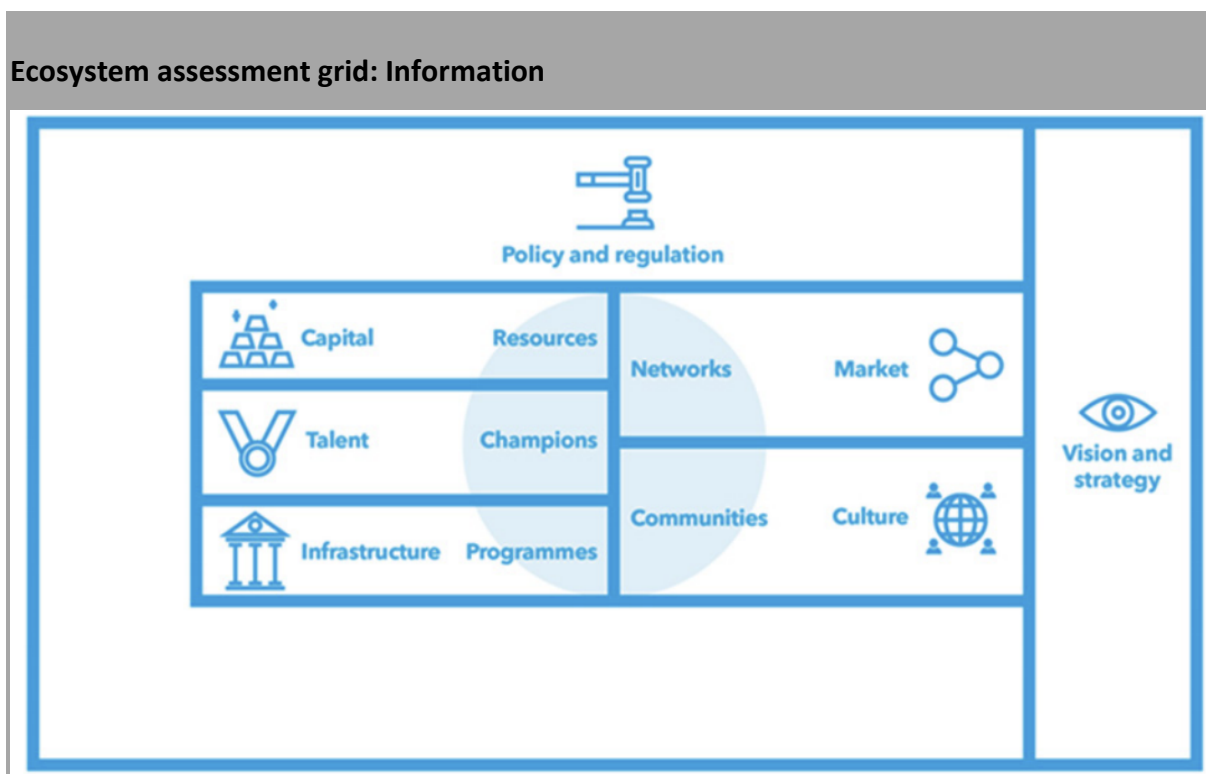 Ecosystem assessment grid: Information
Policy and regulation
Capital Resources
Networks Market
Talent Champions
Communities Culture
Infrastructure Programmes
Vision and
strategy